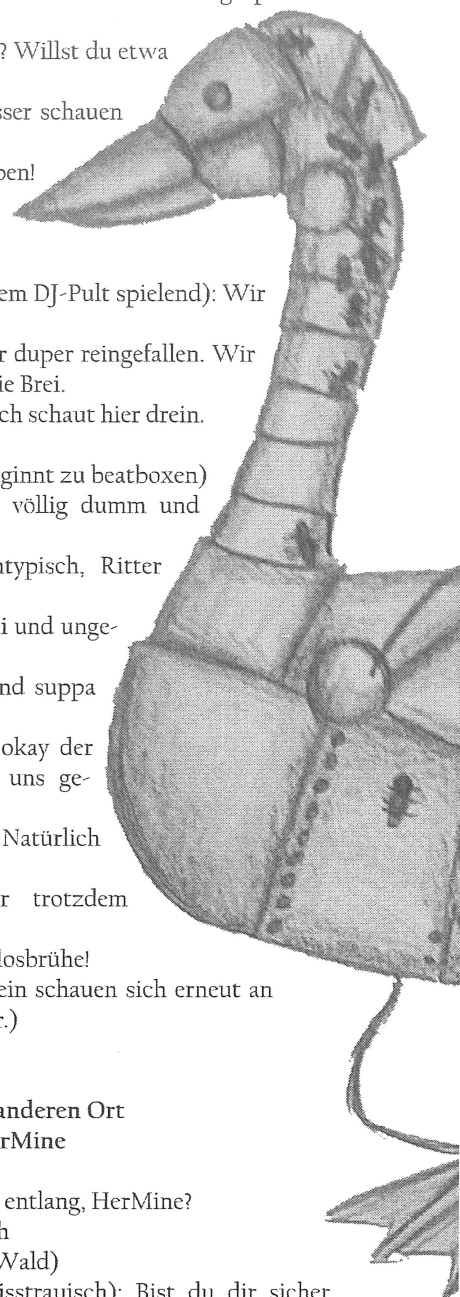 ? Willst du etwa
sser schauen
ben!
em DJ-Pult spielend): Wir
r duper reingefallen. Wir
ie Brei.
ch schaut hier drein.
ginnt zu beatboxen)
völlig dumm und
ntypisch, Ritter
i und unge-
nd suppa
okay der
uns ge-
Natürlich
r trotzdem
losbrühe!
ein schauen sich erneut an
r.)
anderen Ort
rMine
entlang, HerMine?
h
Wald)
isstrauisch): Bist du dir sicher